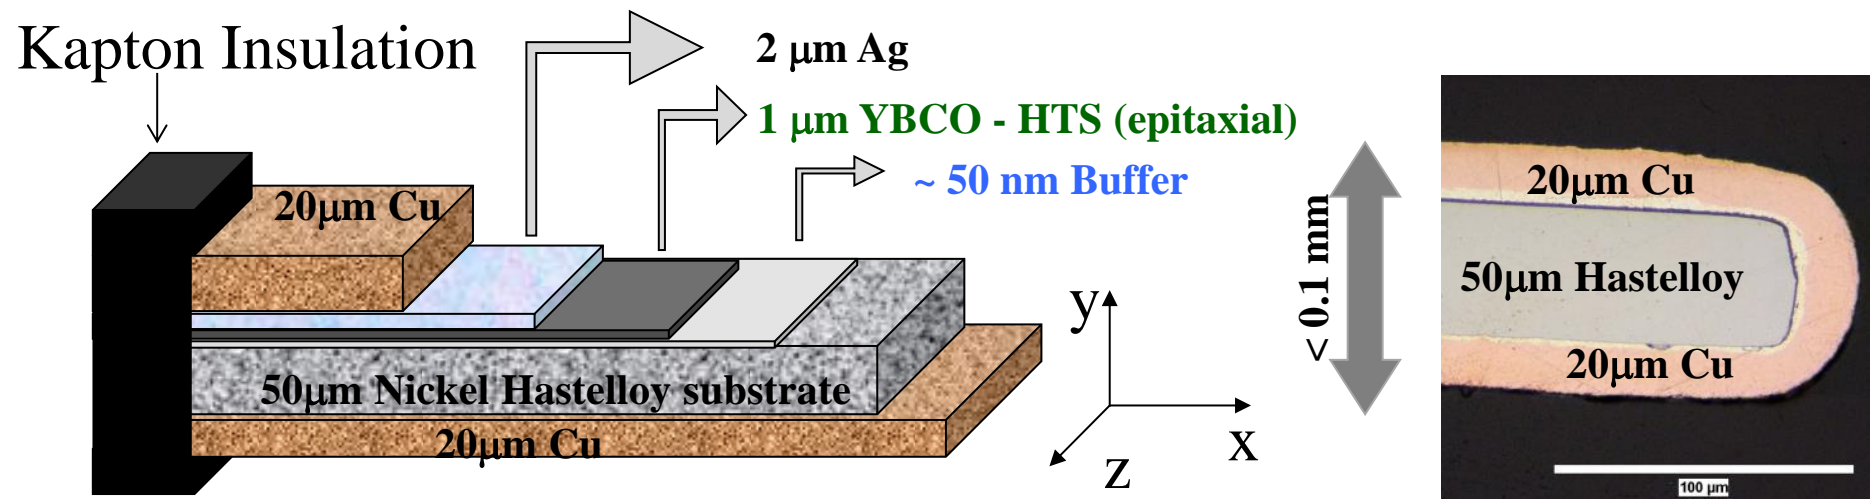 Kapton Insulation
2 μm Ag
1 μm YBCO - HTS (epitaxial)
~ 50 nm Buffer
20μm Cu
50μm Nickel Hastelloy substrate
20μm Cu
y
x
z
< 0.1 mm
20μm Cu
50μm Hastelloy
20μm Cu
100 μm